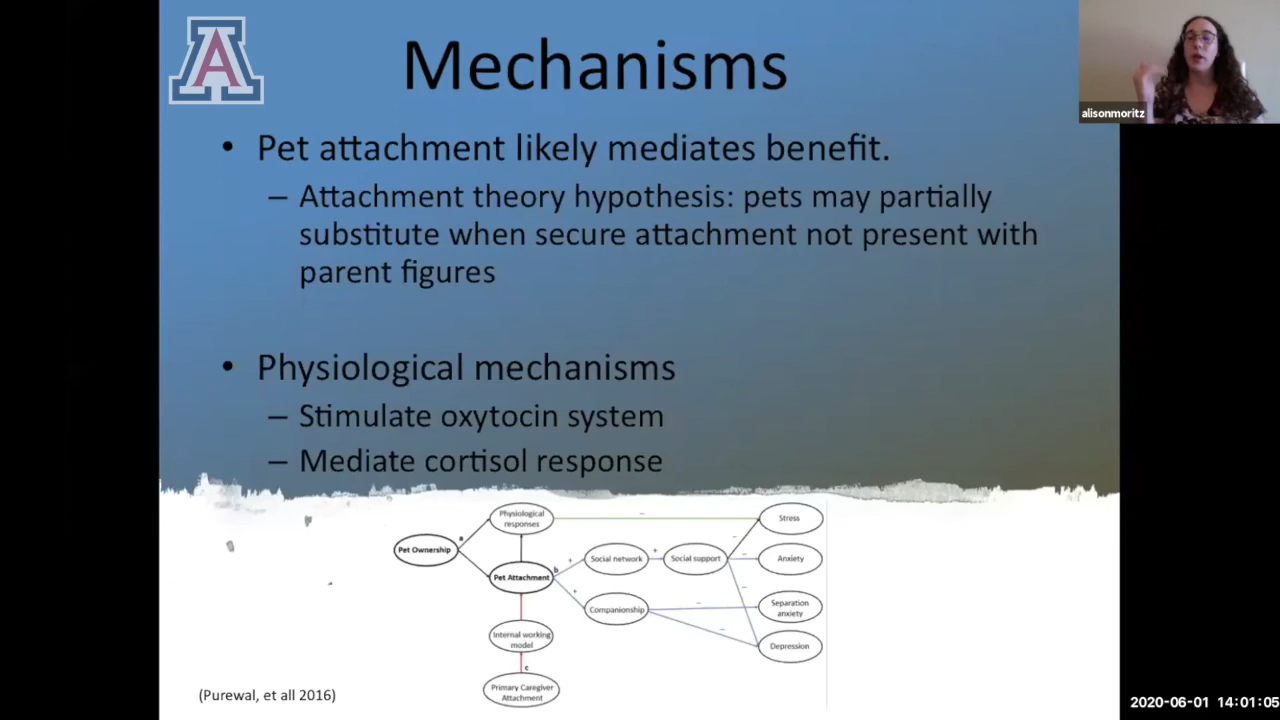 A
Mechanisms
alisonmoritz
• Pet attachment likely mediates benefit.
– Attachment theory hypothesis: pets may partially
substitute when secure attachment not present with
parent figures
• Physiological mechanisms
– Stimulate oxytocin system
– Mediate cortisol response
Physiological
responses
Stress
Pet Ownership
a
Pet Attachment
b
Social network
Social support
Anxiety
Companionship
Separation
anxiety
Internal working
model
Depression
c
Primary Caregiver
Attachment
+
+
+
–
–
–
–
–
–
(Purewal, et all 2016)
2020-06-01 14:01:05